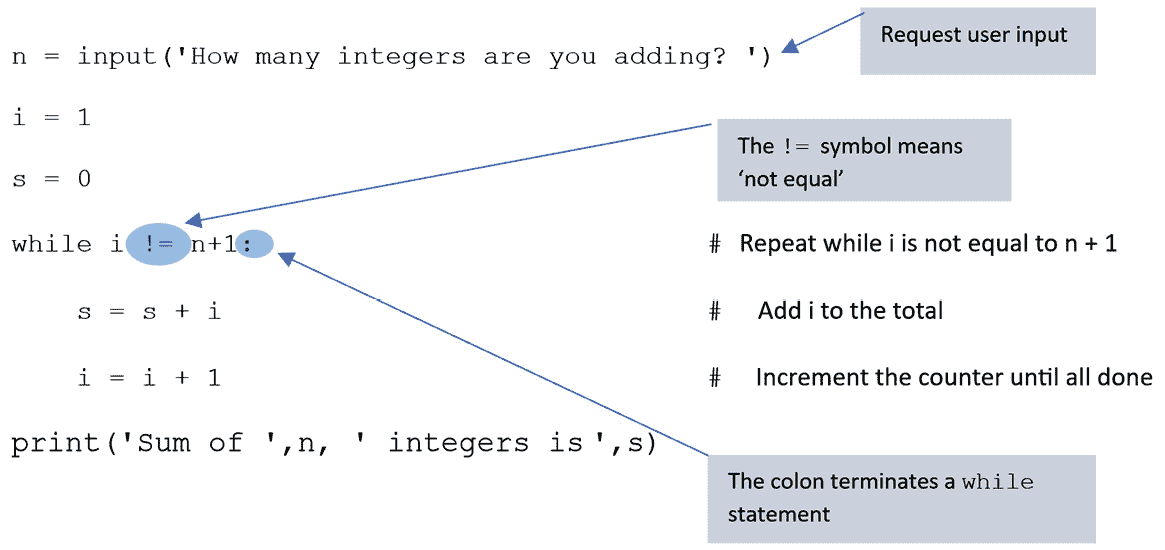 n = input('How many integers are you adding? ')
Request user input
i = 1
The != symbol means
‘not equal’
s = 0
while i != n+1: # Repeat while i is not equal to n + 1
s = s + i # Add i to the total
i = i + 1 # Increment the counter until all done
print('Sum of ',n, ' integers is ',s)
The colon terminates a while
statement